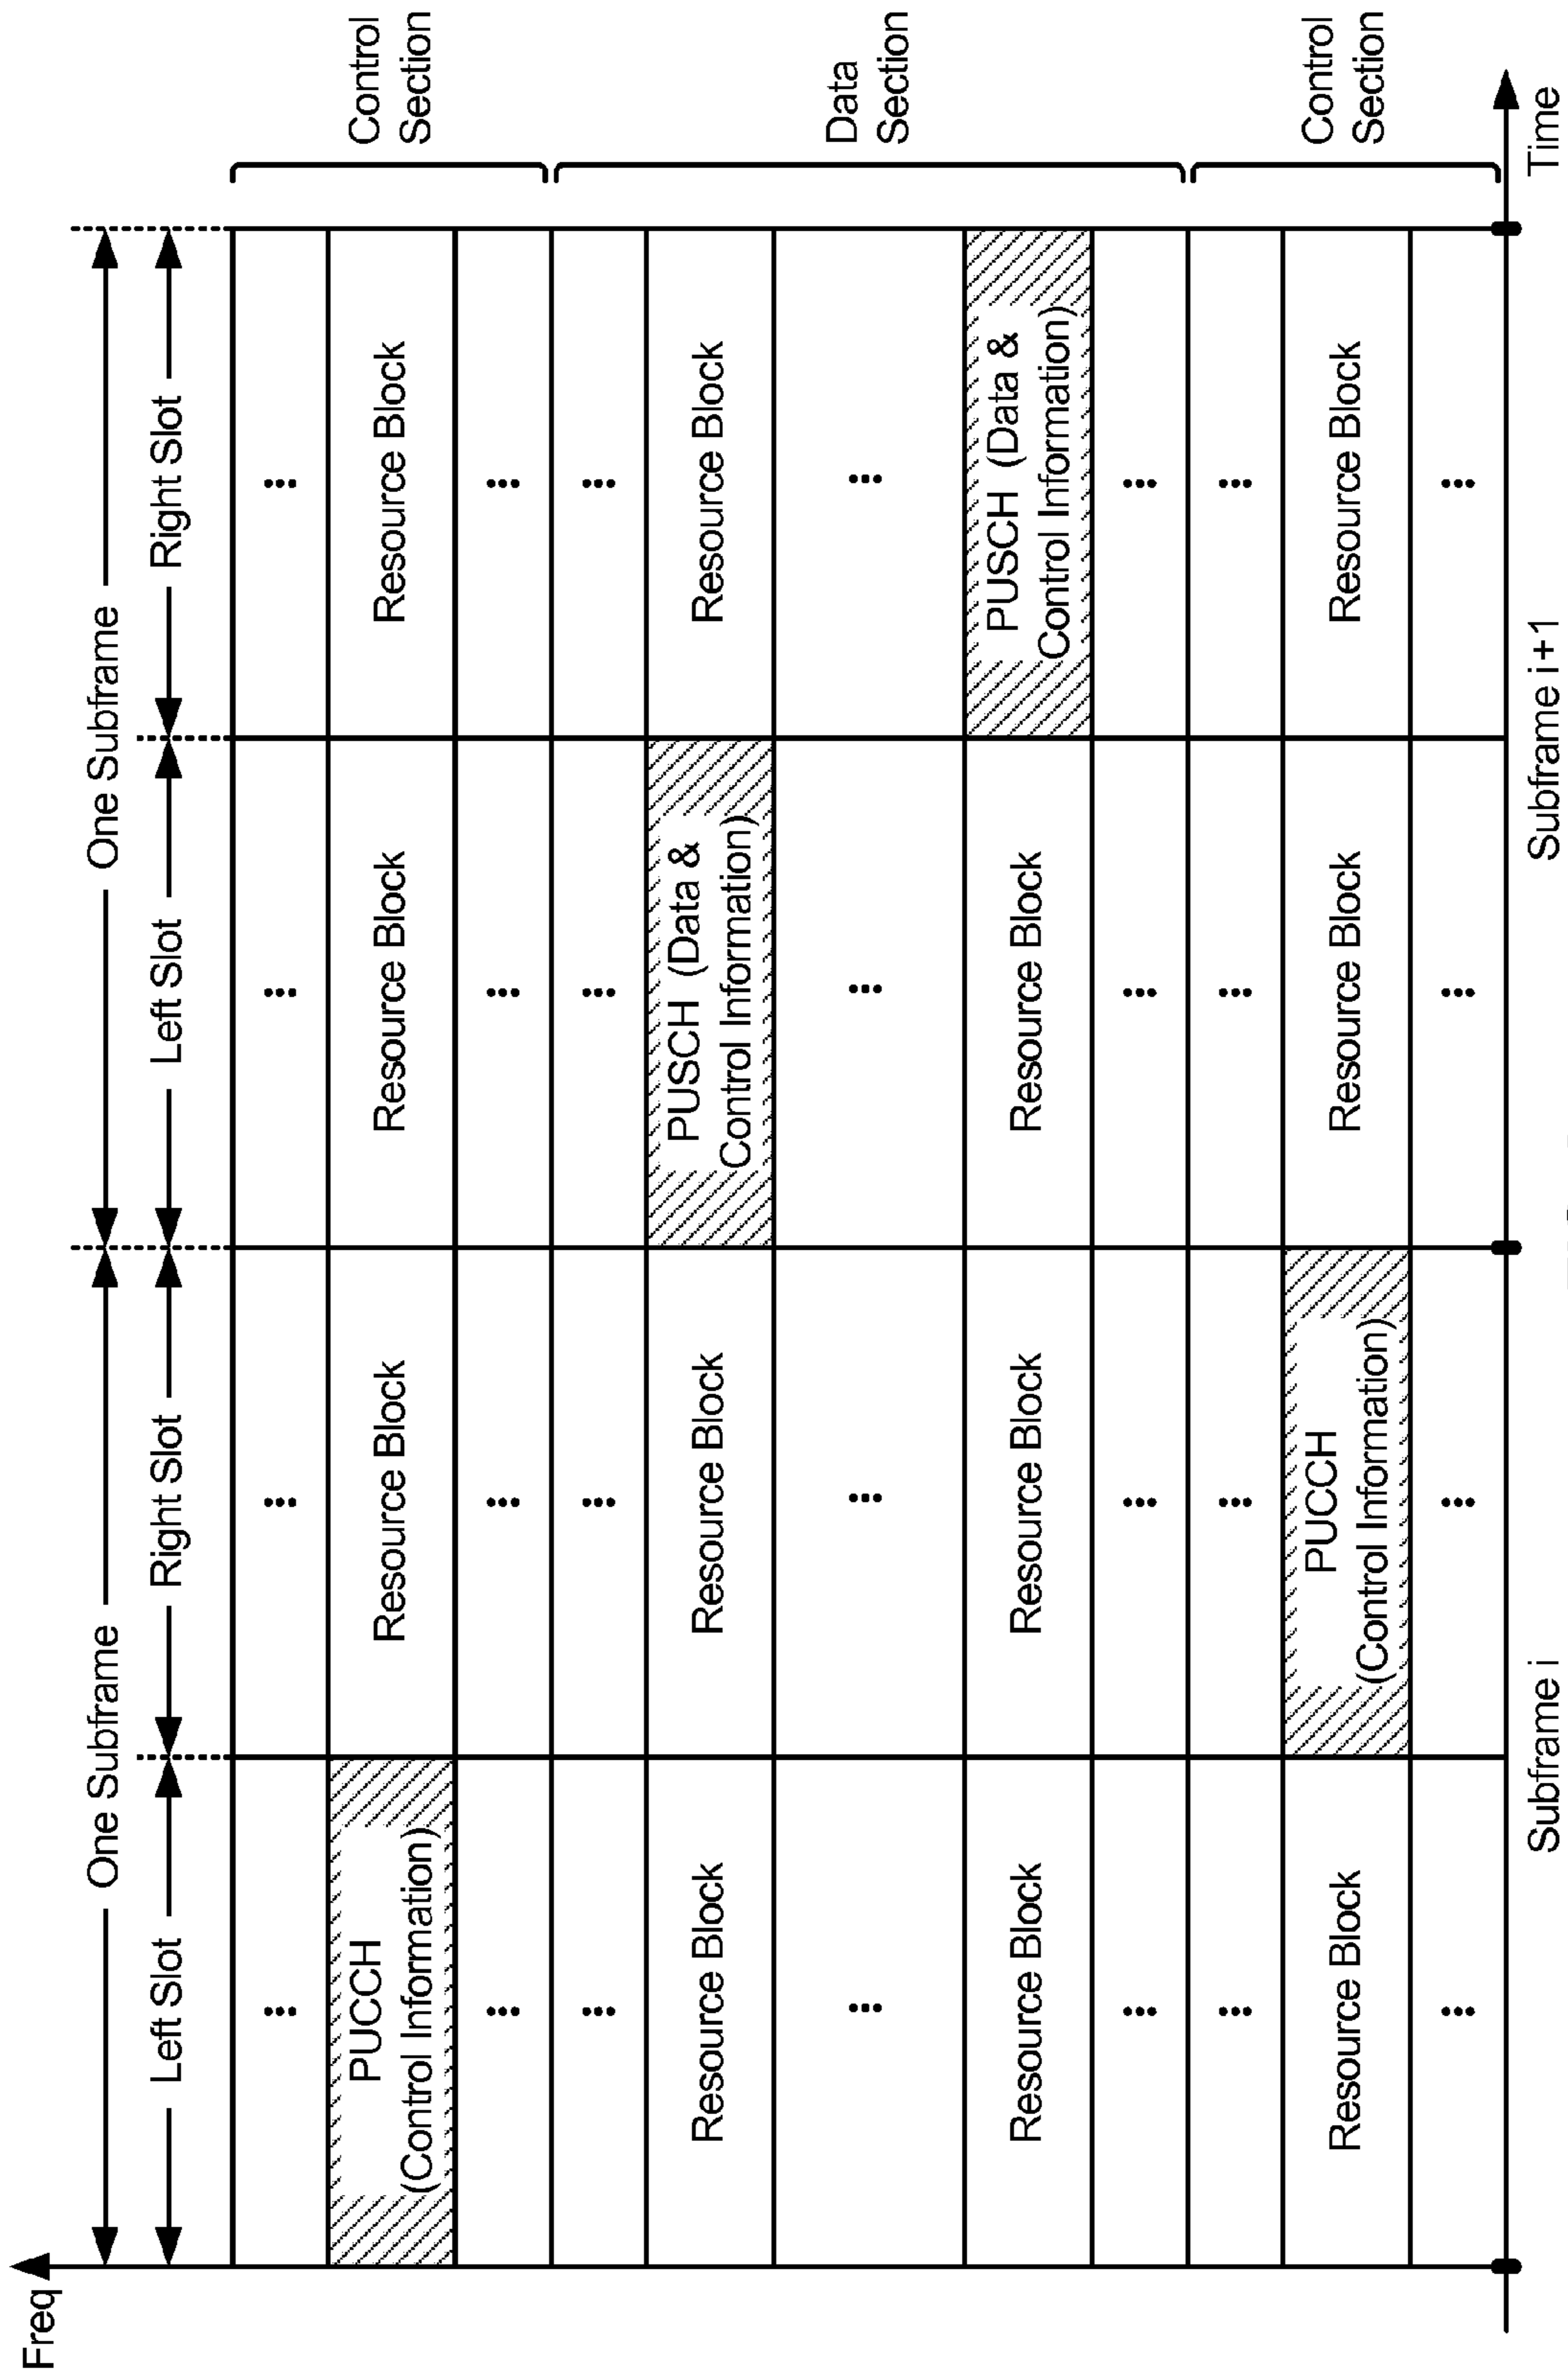 Freq
One Subframe
One Subframe
Left Slot
Right Slot
Left Slot
Right Slot
PUCCH
(Control Information)
Resource Block
Resource Block
Resource Block
Control
Section
Resource Block
Resource Block
PUSCH (Data &
Control Information)
Resource Block
Data
Section
Resource Block
Resource Block
Resource Block
PUSCH (Data &
Control Information)
Resource Block
PUCCH
(Control Information)
Resource Block
Resource Block
Control
Section
Subframe i
Subframe i+1
Time